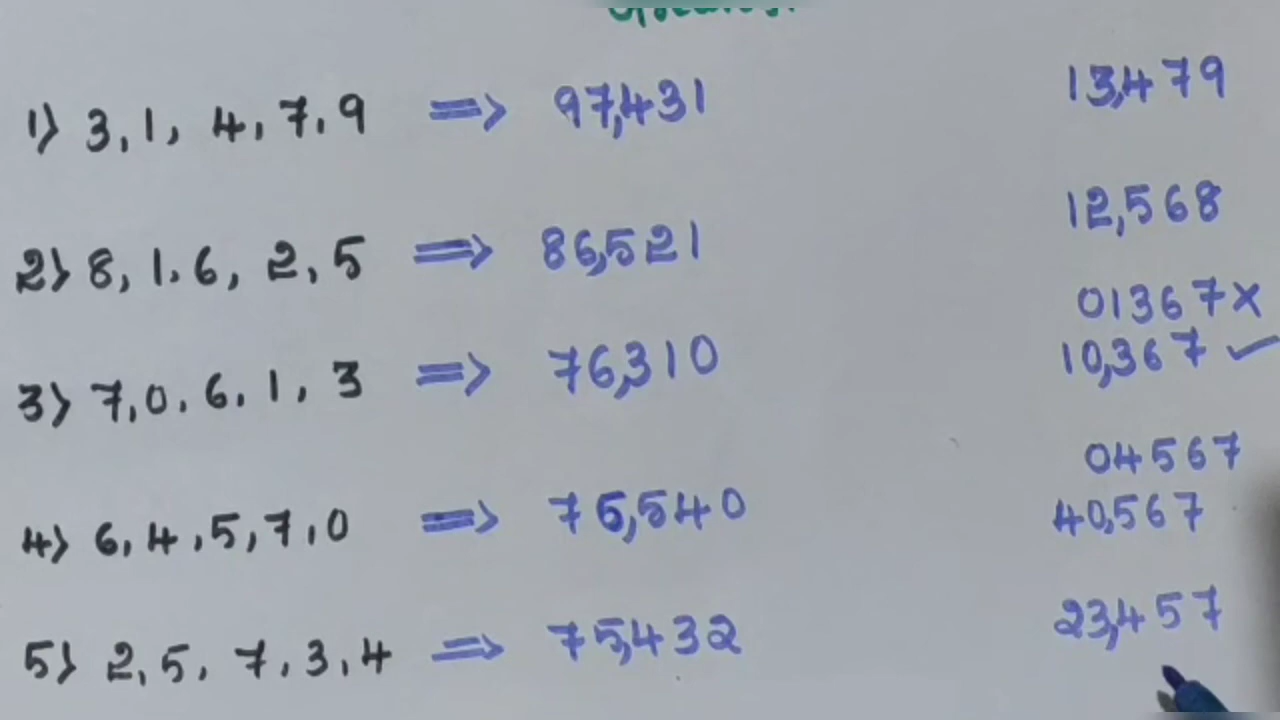 1) 3, 1, 4, 7, 9 => 97,431 13,479
2) 8, 1, 6, 2, 5 => 86,521 12,568
01367 ×
3) 7, 0, 6, 1, 3 => 76,310 10,367 ✓
04567
4) 6, 4, 5, 7, 0 => 76,540 40,567
5) 2, 5, 7, 3, 4 => 75,432 23,457